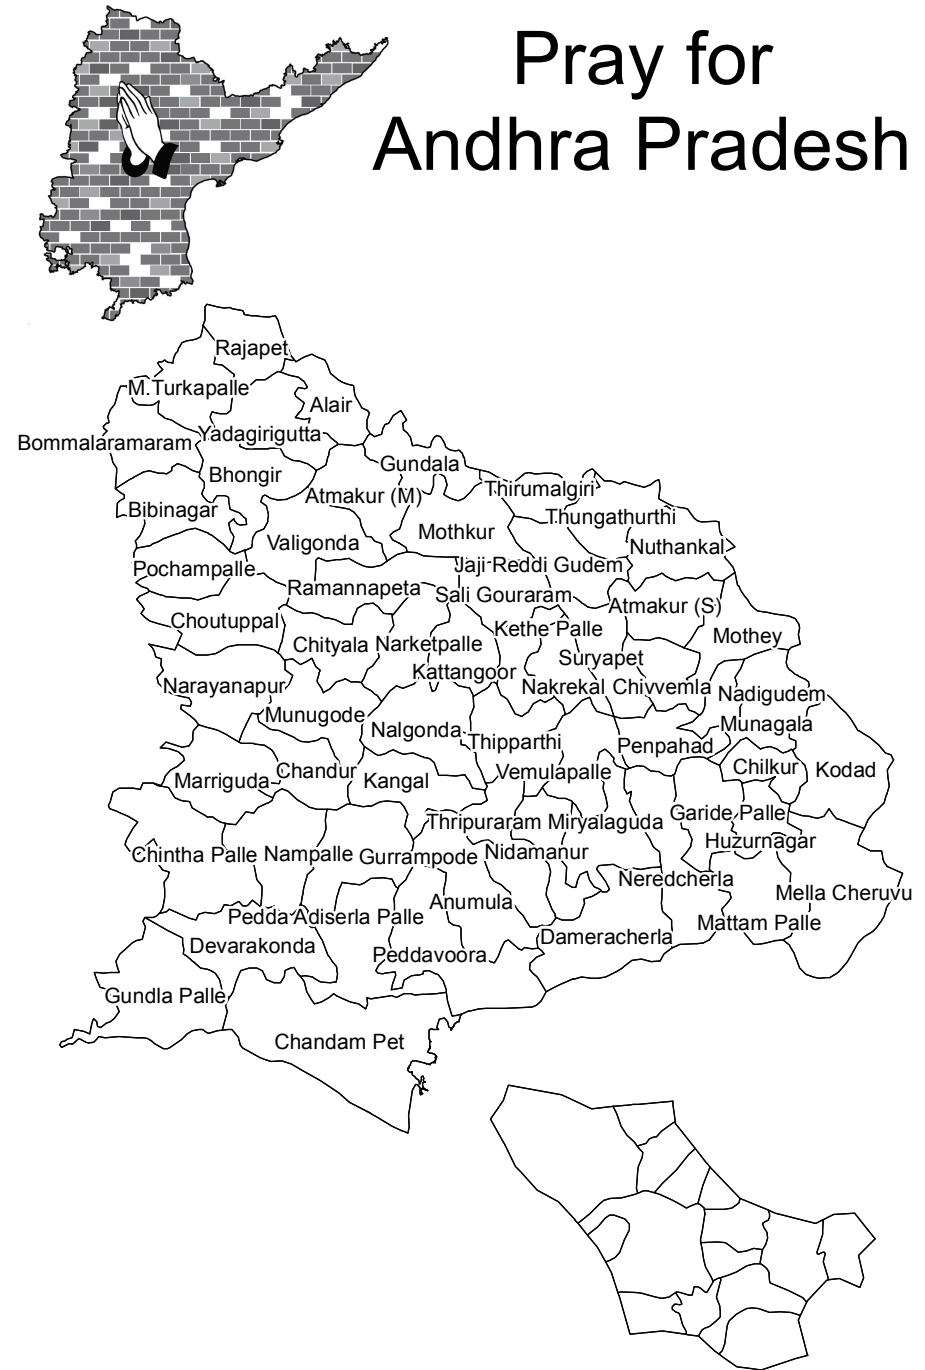 Pray for
Andhra Pradesh
Rajapet
M.Turkapalle
Alair
Bommalaramaram
Yadagirigutta
Gundala
Bhongir
Thirumalgiri
Atmakur (M)
Bibinagar
Thungathurthi
Mothkur
Valigonda
Nuthankal
Pochampalle
Jaji-Reddi Gudem
Ramannapeta
Sali Gouraram
Atmakur (S)
Choutuppal
Kethe Palle
Mothey
Chityala
Narketpalle
Suryapet
Kattangoor
Narayanapur
Nakrekal
Chivvemla
Nadigudem
Munugode
Munagala
Nalgonda
Thipparthi
Penpahad
Chandur
Vemulapalle
Chilkur
Kodad
Marriguda
Kangal
Garide Palle
Thripuraram
Miryalaguda
Huzurnagar
Chintha Palle
Nampalle
Gurrampode
Nidamanur
Neredcherla
Mella Cheruvu
Anumula
Pedda Adiserla Palle
Mattam Palle
Dameracherla
Devarakonda
Peddavoora
Gundla Palle
Chandam Pet